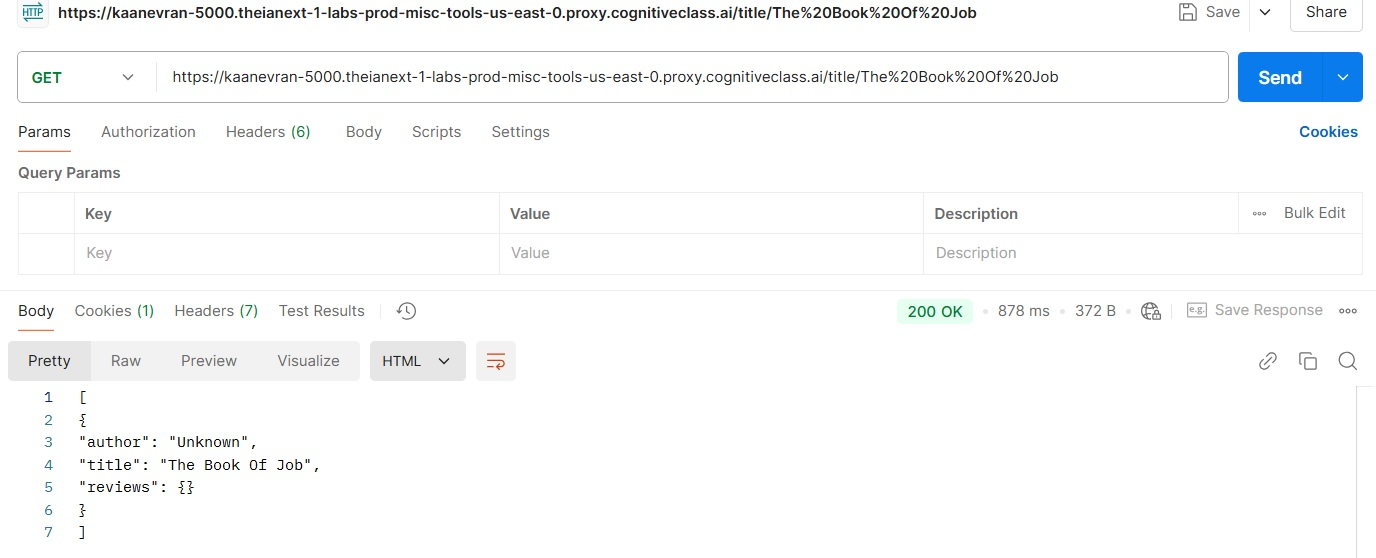 HTTP https://kaanevran-5000.theianext-1-labs-prod-misc-tools-us-east-0.proxy.cognitiveclass.ai/title/The%20Book%20Of%20Job Save Share
GET https://kaanevran-5000.theianext-1-labs-prod-misc-tools-us-east-0.proxy.cognitiveclass.ai/title/The%20Book%20Of%20Job Send
Params Authorization Headers (6) Body Scripts Settings Cookies
Query Params
Key Value Description Bulk Edit
Key Value Description
Body Cookies (1) Headers (7) Test Results 200 OK 878 ms 372 B e.g. Save Response
Pretty Raw Preview Visualize HTML
1 [
2 {
3 "author": "Unknown",
4 "title": "The Book Of Job",
5 "reviews": {}
6 }
7 ]